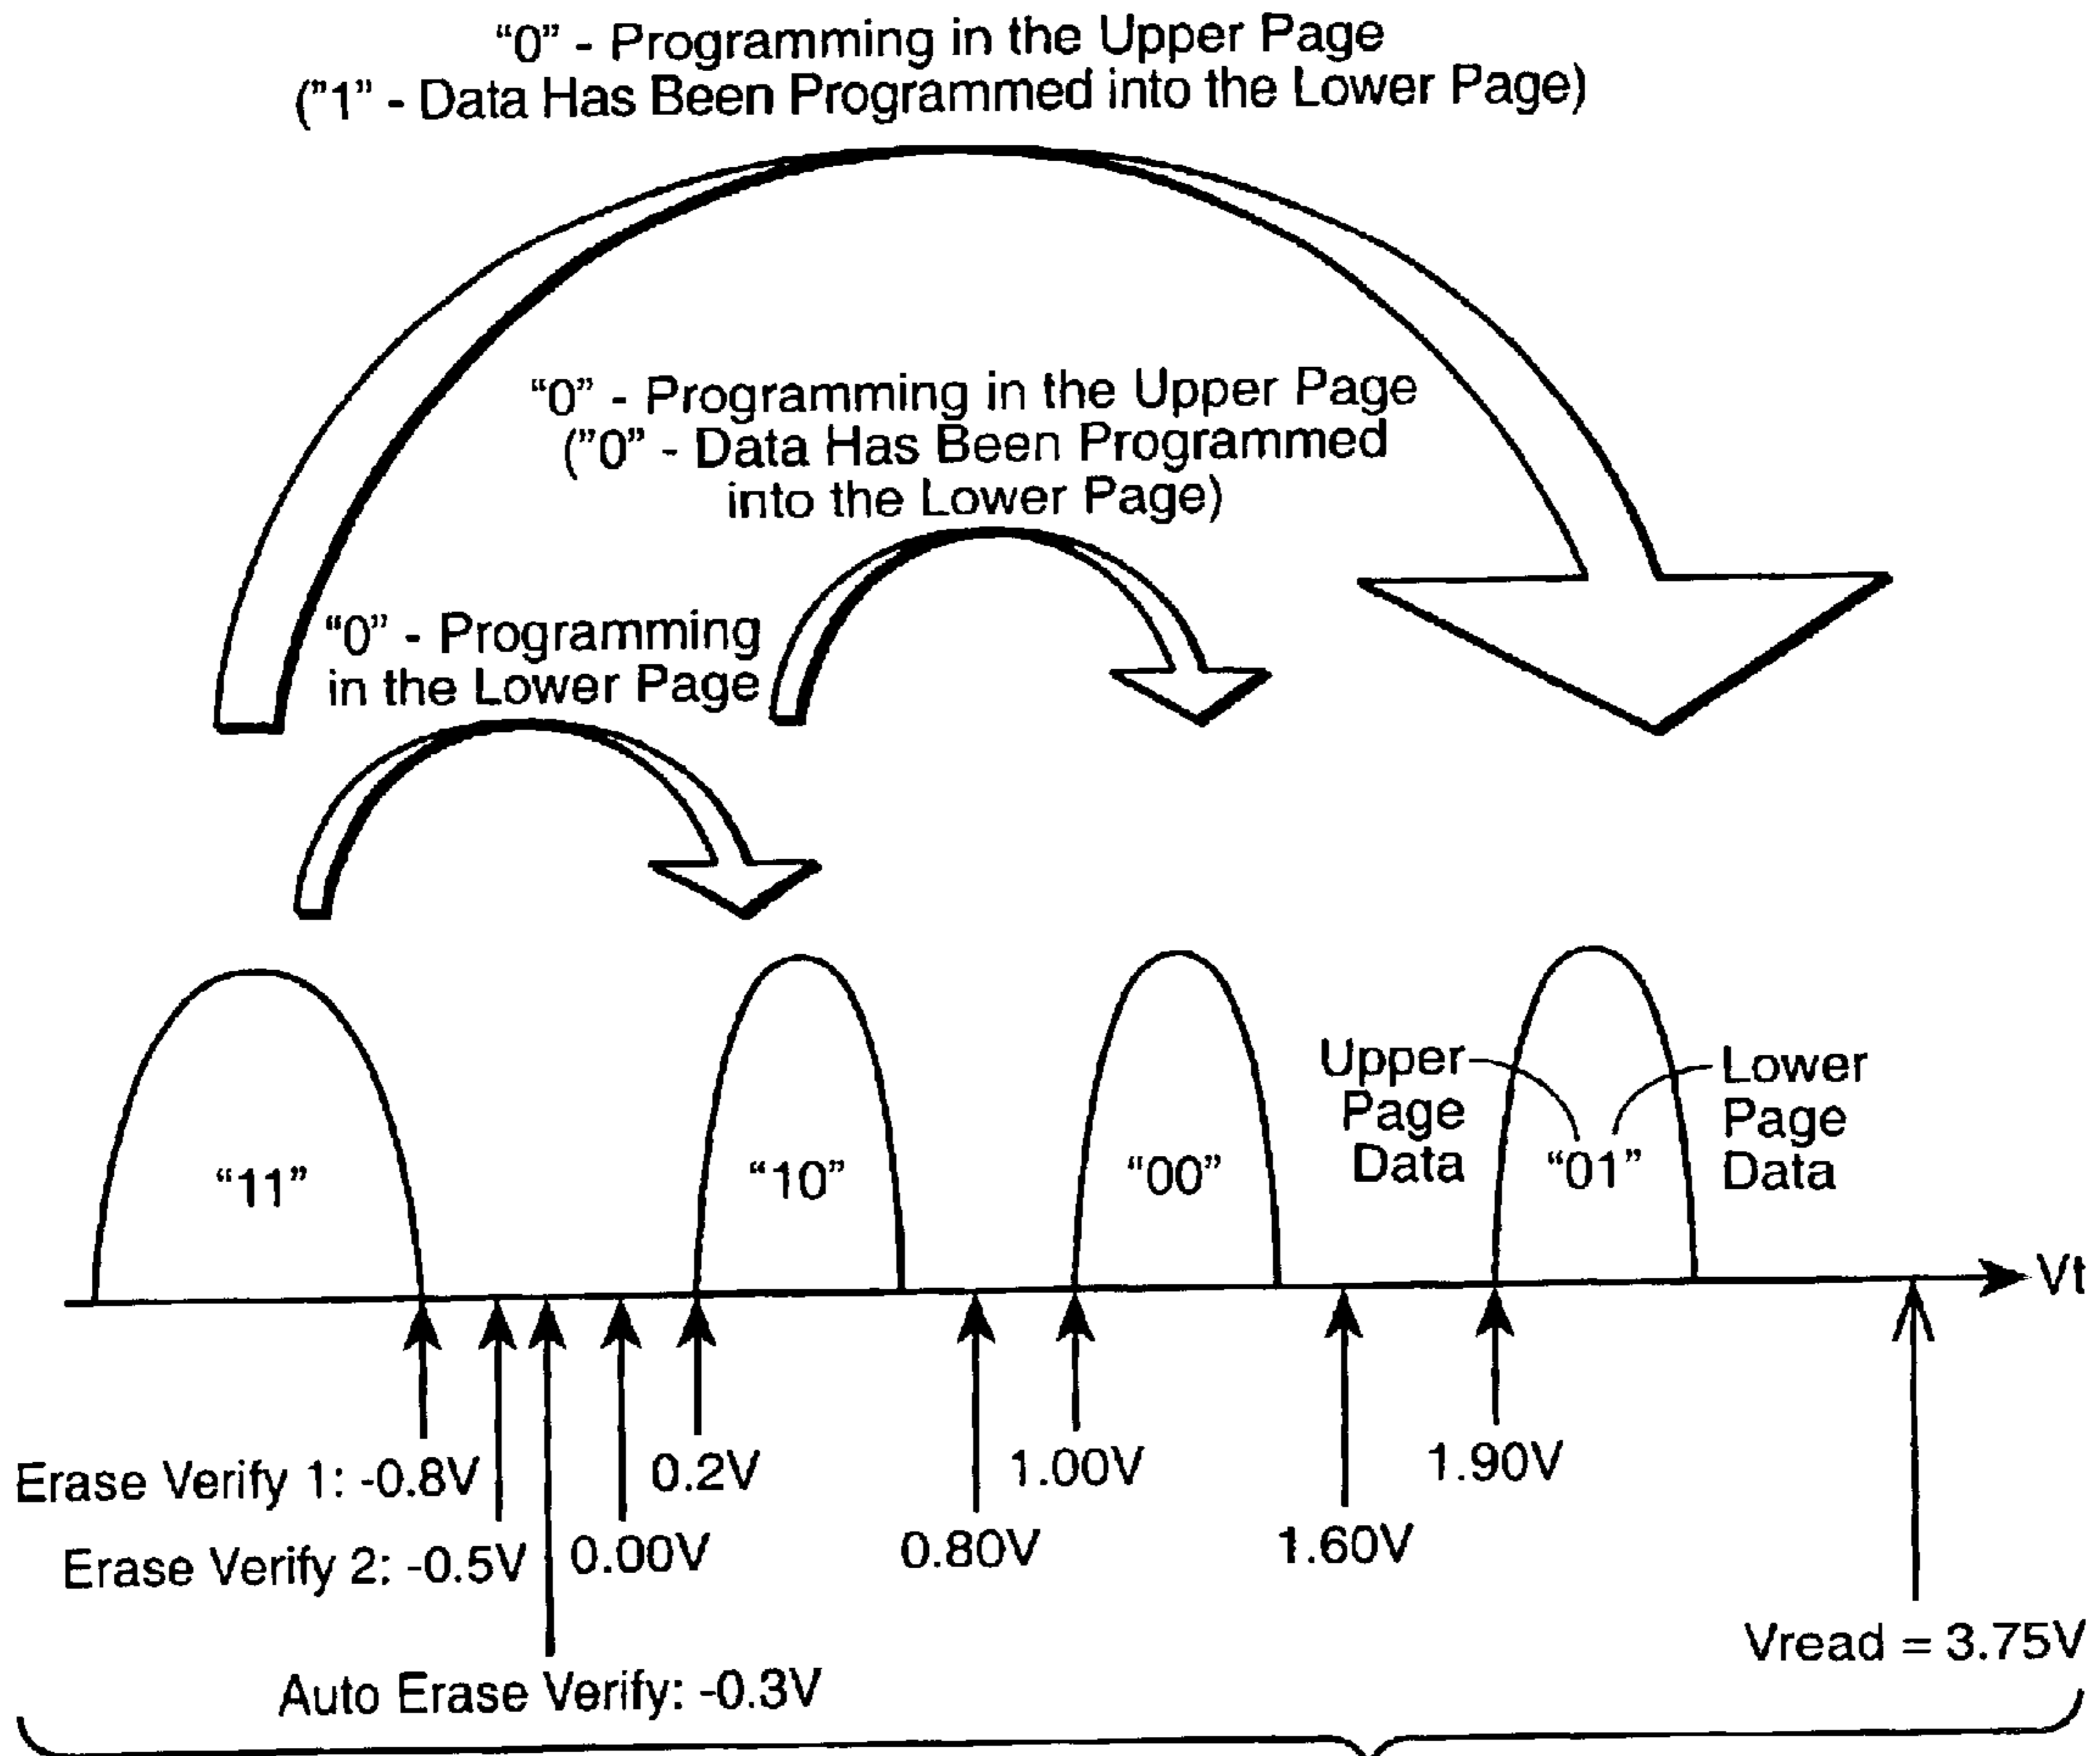 “0” - Programming in the Upper Page
(”1” - Data Has Been Programmed into the Lower Page)
“0” - Programming in the Upper Page
(”0” - Data Has Been Programmed
into the Lower Page)
“0” - Programming
in the Lower Page
“11”
“10”
“00”
Upper
Page
Data
“01”
Lower
Page
Data
Vt
Erase Verify 1: -0.8V
0.2V
1.00V
1.90V
Erase Verify 2: -0.5V
0.00V
0.80V
1.60V
Vread = 3.75V
Auto Erase Verify: -0.3V